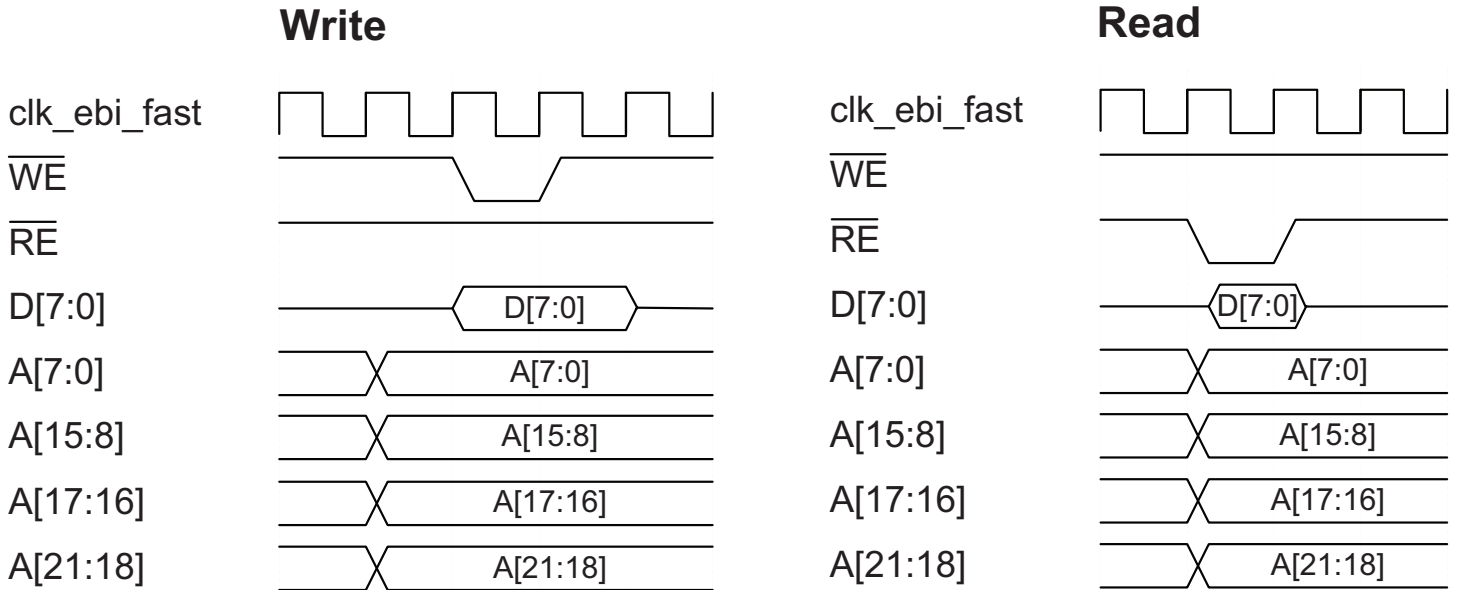 Write
clk_ebi_fast
WE
RE
D[7:0]
D[7:0]
A[7:0]
A[7:0]
A[15:8]
A[15:8]
A[17:16]
A[17:16]
A[21:18]
A[21:18]
Read
clk_ebi_fast
WE
RE
D[7:0]
D[7:0]
A[7:0]
A[7:0]
A[15:8]
A[15:8]
A[17:16]
A[17:16]
A[21:18]
A[21:18]